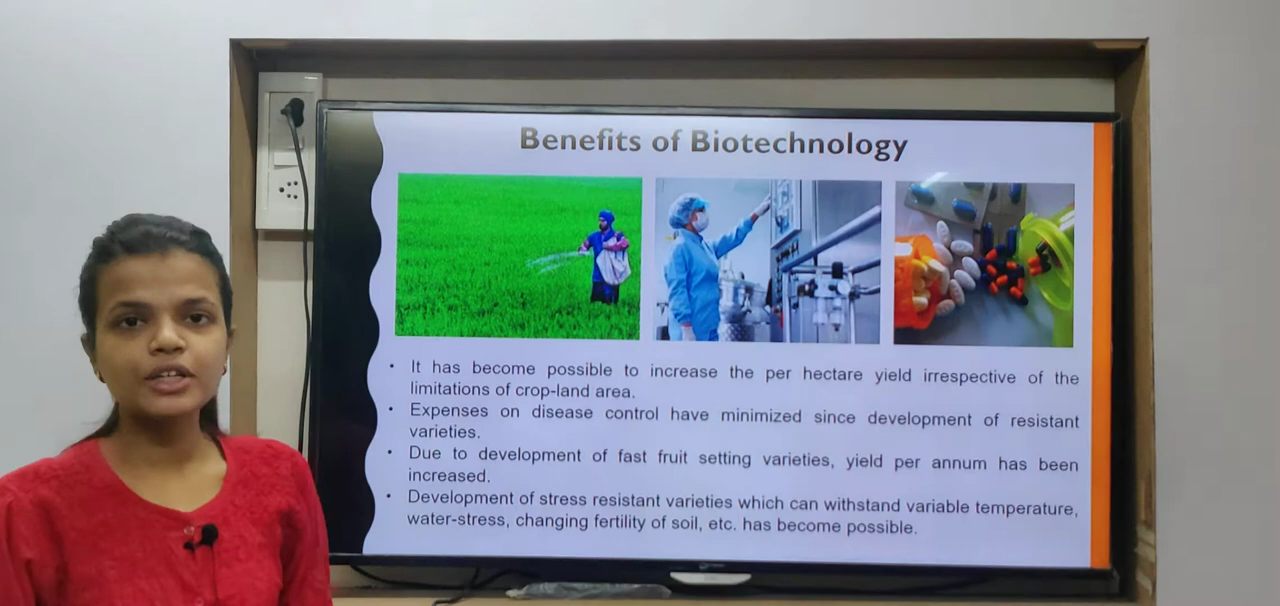 Benefits of Biotechnology
• It has become possible to increase the per hectare yield irrespective of the
limitations of crop-land area.
• Expenses on disease control have minimized since development of resistant
varieties.
• Due to development of fast fruit setting varieties, yield per annum has been
increased.
• Development of stress resistant varieties which can withstand variable temperature,
water-stress, changing fertility of soil, etc. has become possible.